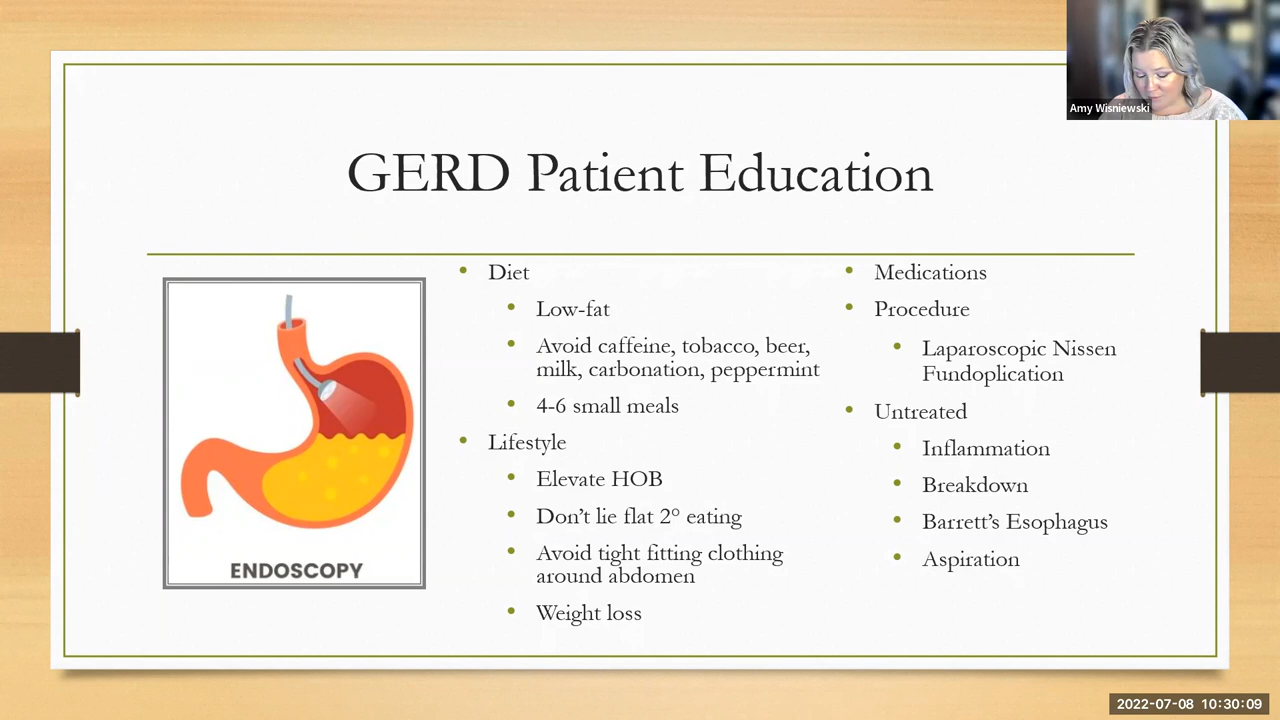 Amy Wisniewski
GERD Patient Education
ENDOSCOPY
• Diet
• Low-fat
• Avoid caffeine, tobacco, beer,
milk, carbonation, peppermint
• 4-6 small meals
• Lifestyle
• Elevate HOB
• Don’t lie flat 2° eating
• Avoid tight fitting clothing
around abdomen
• Weight loss
• Medications
• Procedure
• Laparoscopic Nissen
Fundoplication
• Untreated
• Inflammation
• Breakdown
• Barrett’s Esophagus
• Aspiration
2022-07-08 10:30:09